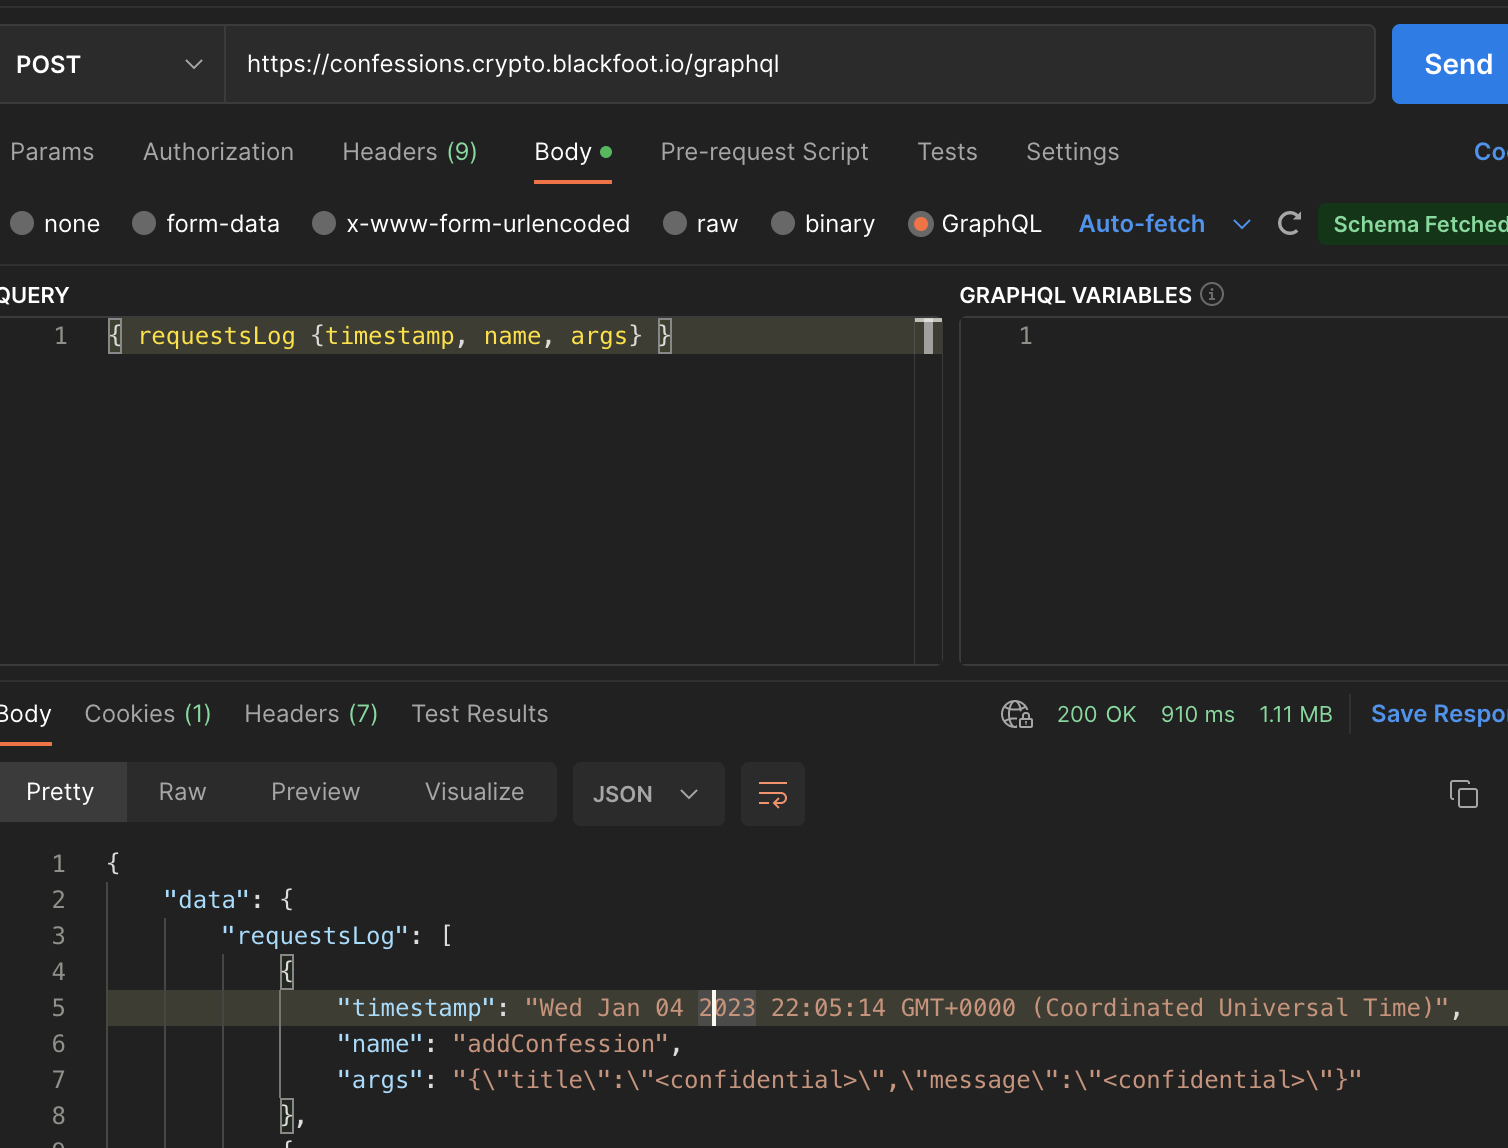 POST https://confessions.crypto.blackfoot.io/graphql Send
Params Authorization Headers (9) Body Pre-request Script Tests Settings Coo
none form-data x-www-form-urlencoded raw binary GraphQL Auto-fetch Schema Fetched
QUERY GRAPHQL VARIABLES
1 { requestsLog {timestamp, name, args} } 1
Body Cookies (1) Headers (7) Test Results 200 OK 910 ms 1.11 MB Save Respon
Pretty Raw Preview Visualize JSON
1 {
2 "data": {
3 "requestsLog": [
4 {
5 "timestamp": "Wed Jan 04 2023 22:05:14 GMT+0000 (Coordinated Universal Time)",
6 "name": "addConfession",
7 "args": "{\"title\":\"<confidential>\",\"message\":\"<confidential>\"}"
8 },